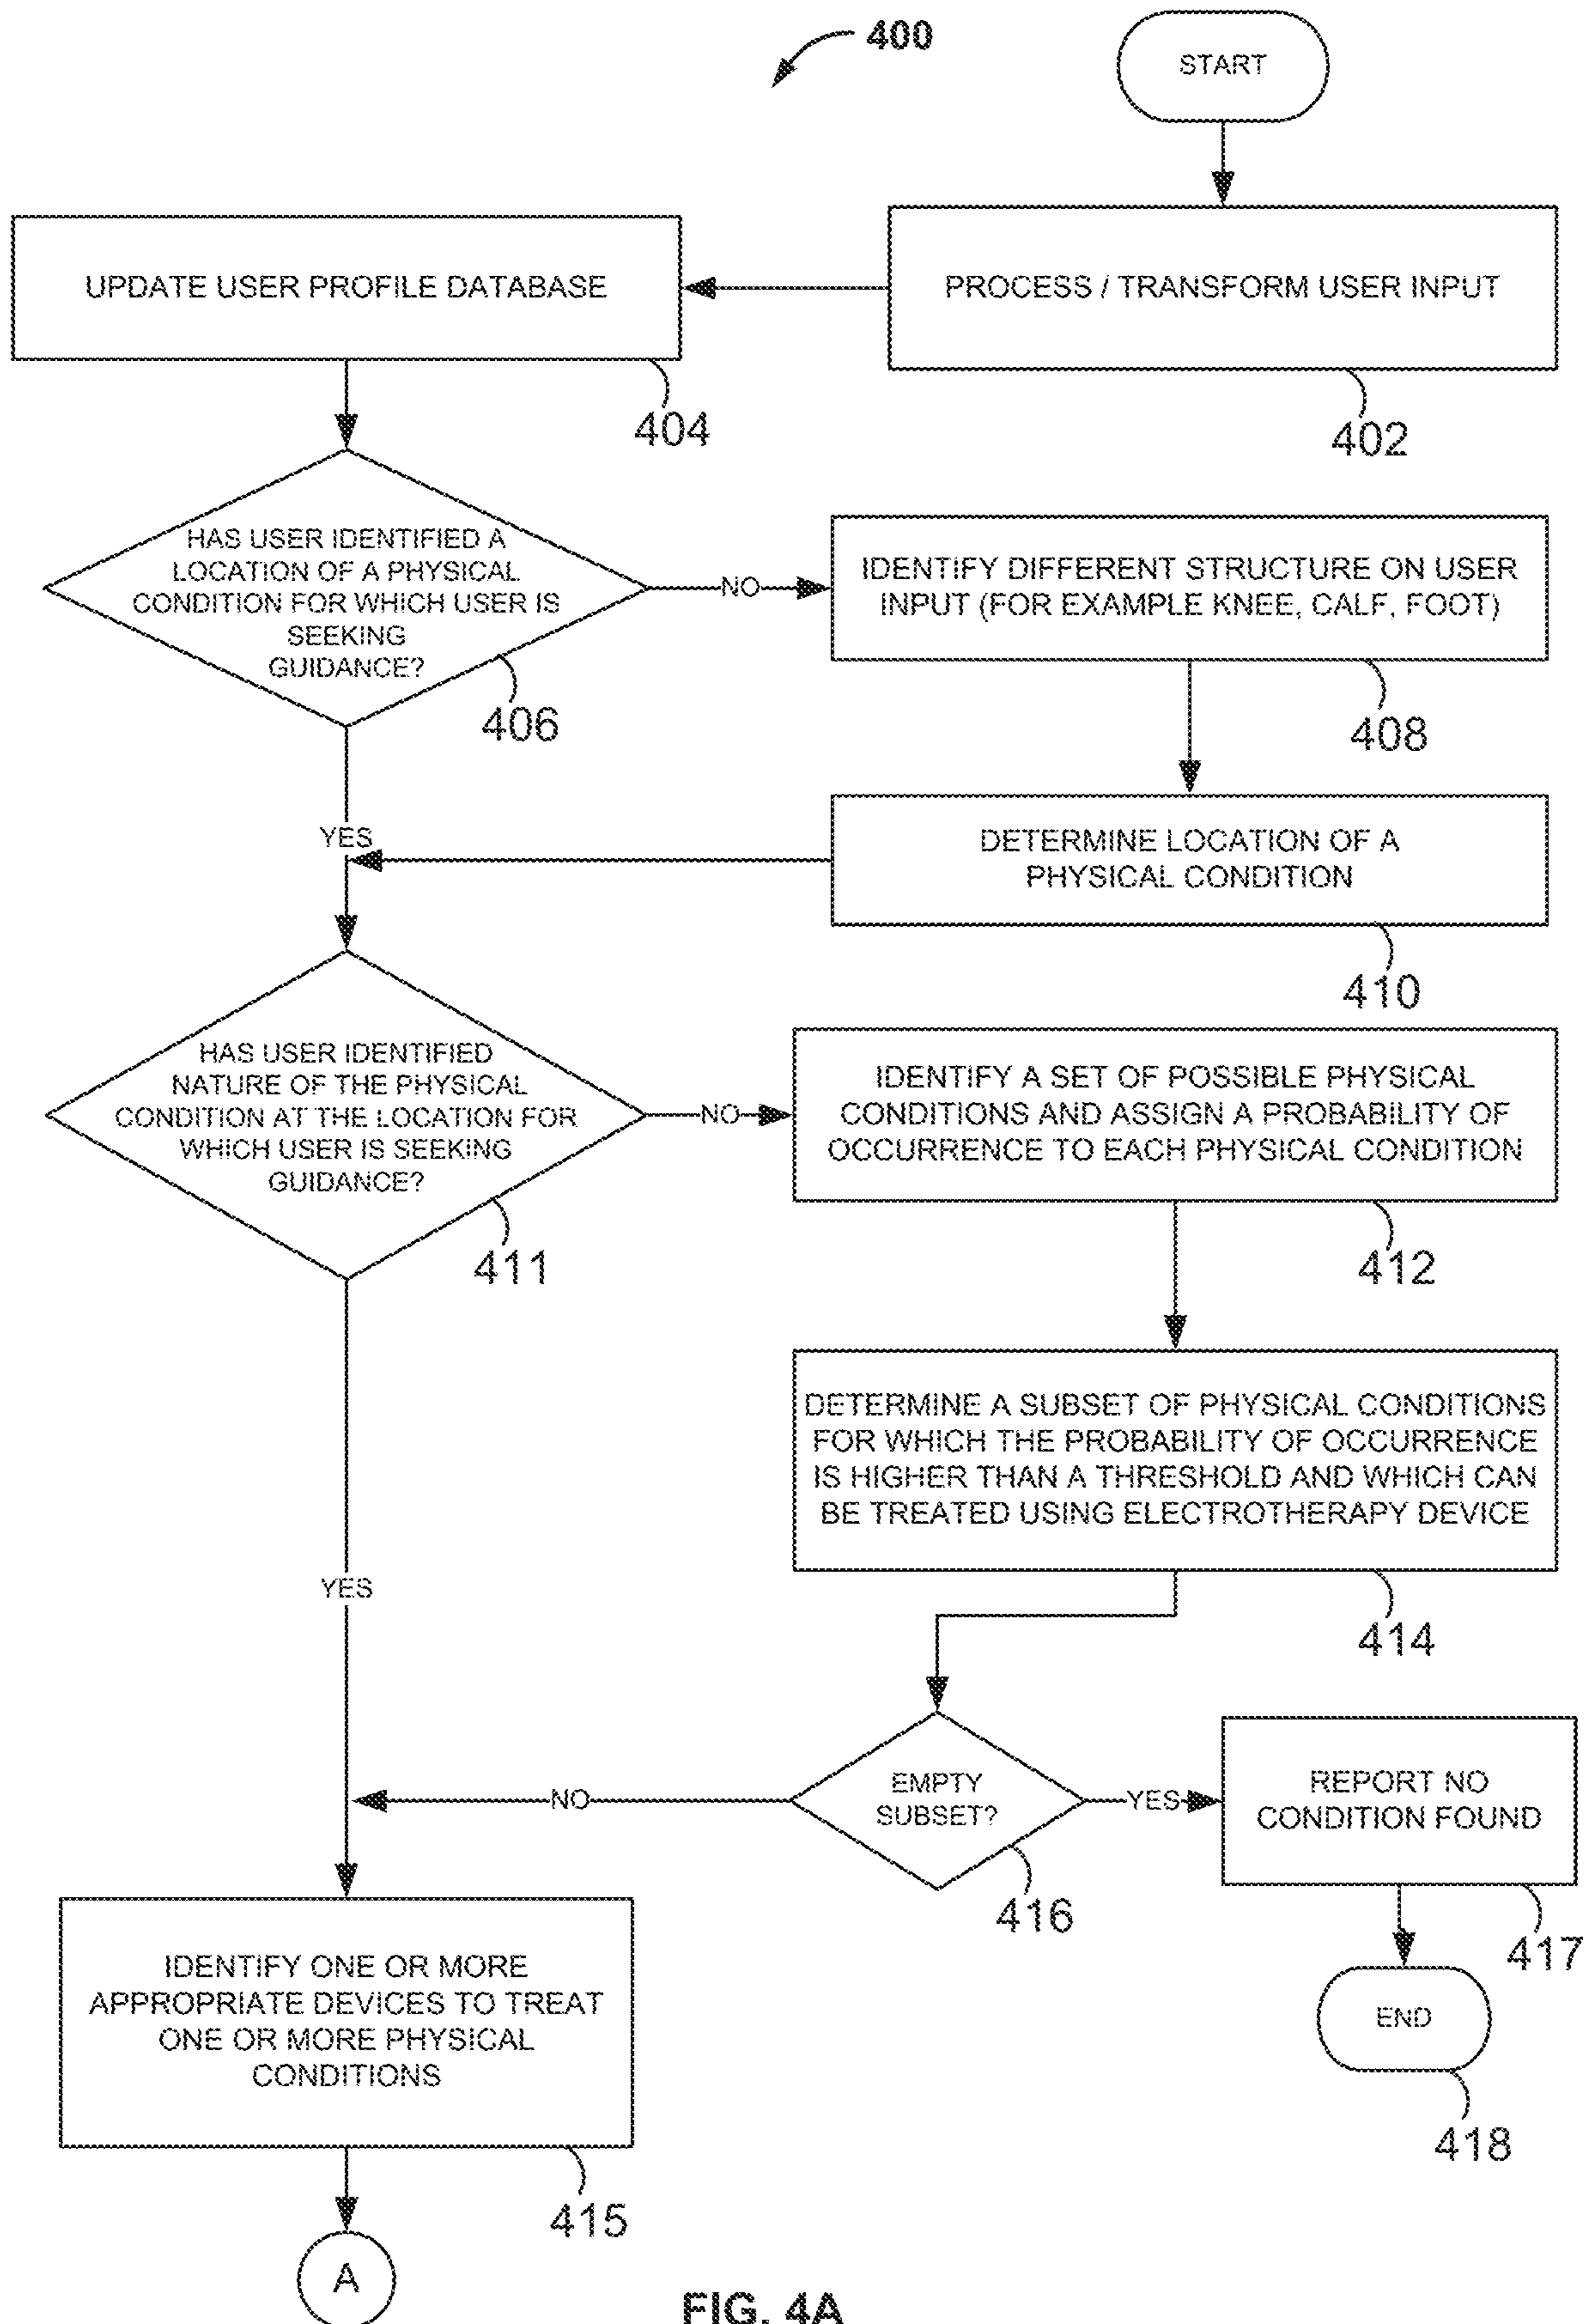 400
START
PROCESS / TRANSFORM USER INPUT
402
UPDATE USER PROFILE DATABASE
404
HAS USER IDENTIFIED A
LOCATION OF A PHYSICAL
CONDITION FOR WHICH USER IS
SEEKING
GUIDANCE?
406
NO
IDENTIFY DIFFERENT STRUCTURE ON USER
INPUT (FOR EXAMPLE KNEE, CALF, FOOT)
408
YES
DETERMINE LOCATION OF A
PHYSICAL CONDITION
410
HAS USER IDENTIFIED
NATURE OF THE PHYSICAL
CONDITION AT THE LOCATION FOR
WHICH USER IS SEEKING
GUIDANCE?
411
NO
IDENTIFY A SET OF POSSIBLE PHYSICAL
CONDITIONS AND ASSIGN A PROBABILITY OF
OCCURRENCE TO EACH PHYSICAL CONDITION
412
DETERMINE A SUBSET OF PHYSICAL CONDITIONS
FOR WHICH THE PROBABILITY OF OCCURRENCE
IS HIGHER THAN A THRESHOLD AND WHICH CAN
BE TREATED USING ELECTROTHERAPY DEVICE
414
YES
EMPTY
SUBSET?
416
NO
YES
REPORT NO
CONDITION FOUND
417
END
418
IDENTIFY ONE OR MORE
APPROPRIATE DEVICES TO TREAT
ONE OR MORE PHYSICAL
CONDITIONS
415
A
FIG. 4A